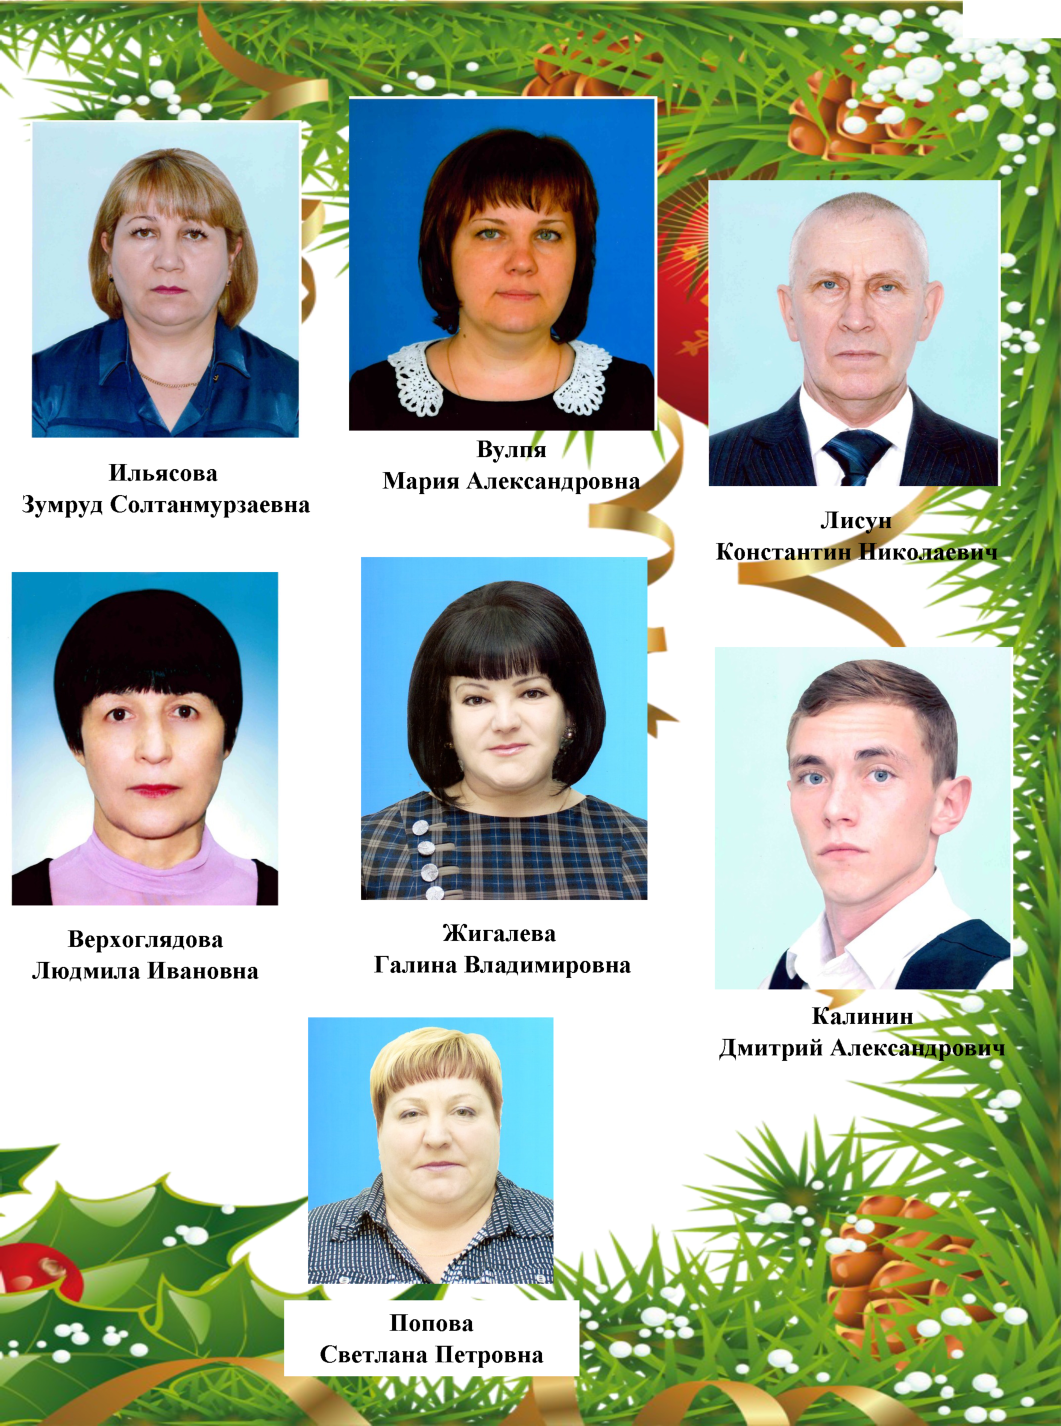 Ильясова
Зумруд Солтанмурзаевна
Вулпя
Мария Александровна
Лисун
Константин Николаевич
Верхоглядова
Людмила Ивановна
Жигалева
Галина Владимировна
Калинин
Дмитрий Александрович
Попова
Светлана Петровна